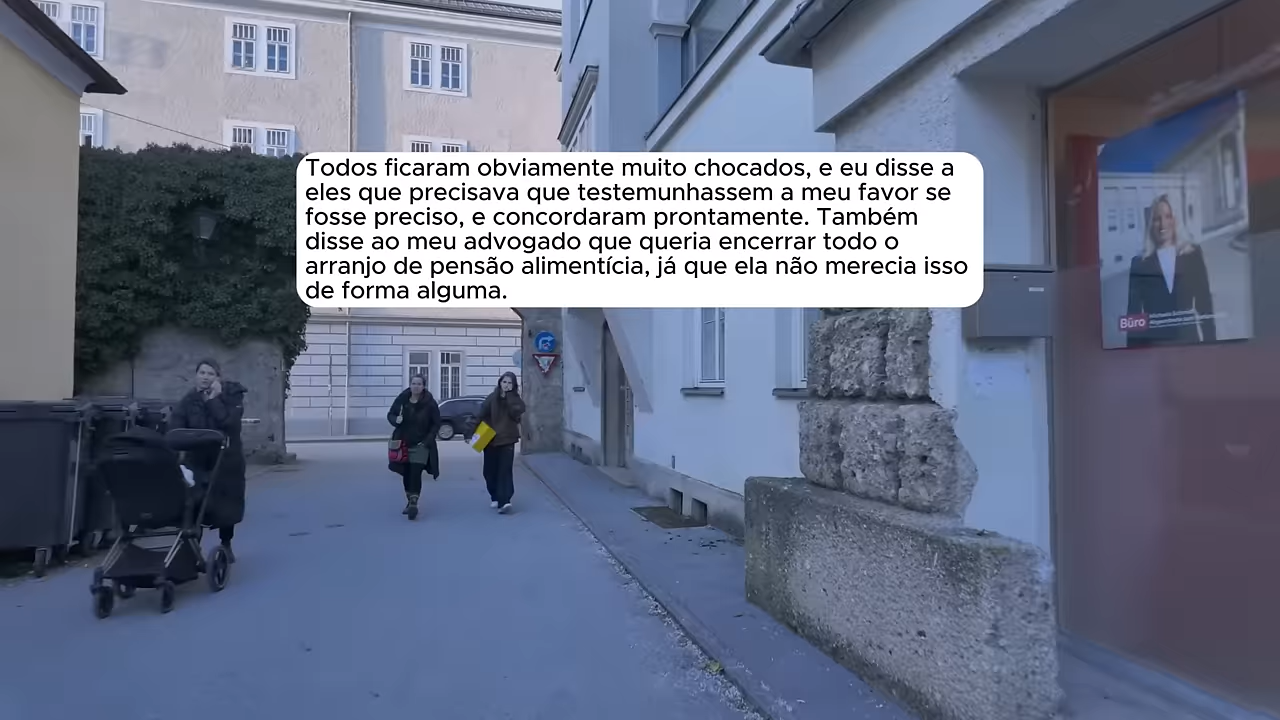 Todos ficaram obviamente muito chocados, e eu disse a
eles que precisava que testemunhassem a meu favor se
fosse preciso, e concordaram prontamente. Também
disse ao meu advogado que queria encerrar todo o
arranjo de pensão alimentícia, já que ela não merecia isso
de forma alguma.
Büro